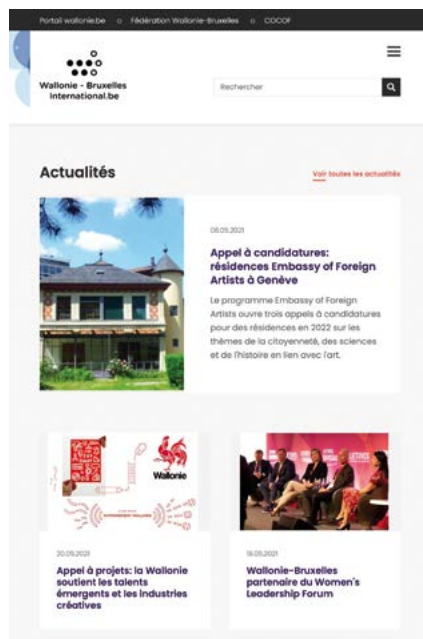 Portail wallonie.be o Fédération Wallonie-Bruxelles o COCOF
Wallonie - Bruxelles
International.be
Rechercher
Actualités
Voir toutes les actualités
06.05.2021
Appel à candidatures:
résidences Embassy of Foreign
Artists à Genève
Le programme Embassy of Foreign
Artists ouvre trois appels à candidatures
pour des résidences en 2022 sur les
thèmes de la citoyenneté, des sciences
et de l'histoire en lien avec l'art.
Wallonie
20.05.2021
Appel à projets: la Wallonie
soutient les talents
émergents et les industries
créatives
19.05.2021
Wallonie-Bruxelles
partenaire du Women's
Leadership Forum